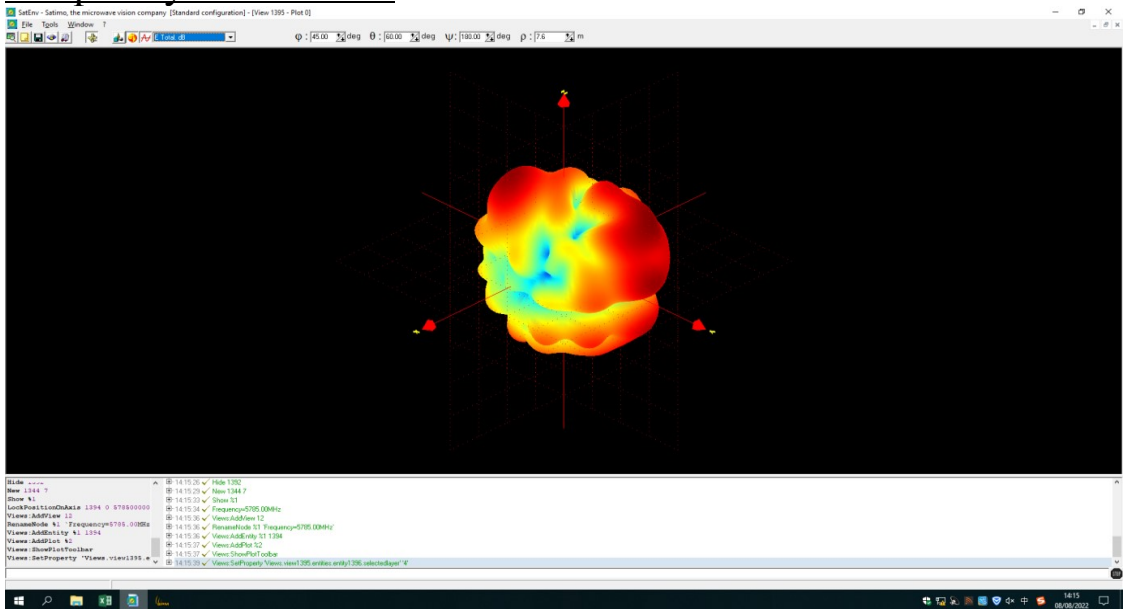 SatEnv - Satimo, the microwave vision company [Standard configuration] - [View 1395 - Plot 0]
File Tools Window ?
E Total. dB φ : 45.00 deg θ : 60.00 deg ψ : 180.00 deg ρ : 7.6 m
Hide
New 1344 7
Show %1
LockPositionOnAxis 1394 0 578500000
Views:AddView 12
RenameNode %1 'Frequency=5785.00MHz
Views:AddEntity %1 1394
Views:AddPlot %2
Views:ShowPlotToolbar
Views:SetProperty 'Views.view1395.e
14:15:26 Hide 1392
14:15:29 New 1344 7
14:15:33 Show %1
14:15:34 Frequency=5785.00MHz
14:15:36 Views:AddView 12
14:15:36 RenameNode %1 'Frequency=5785.00MHz'
14:15:36 Views:AddEntity %1 1394
14:15:37 Views:AddPlot %2
14:15:37 Views:ShowPlotToolbar
14:15:39 Views:SetProperty 'Views.view1395.entities.entity1396.selectedlayer' '4'
中
14:15
08/08/2022